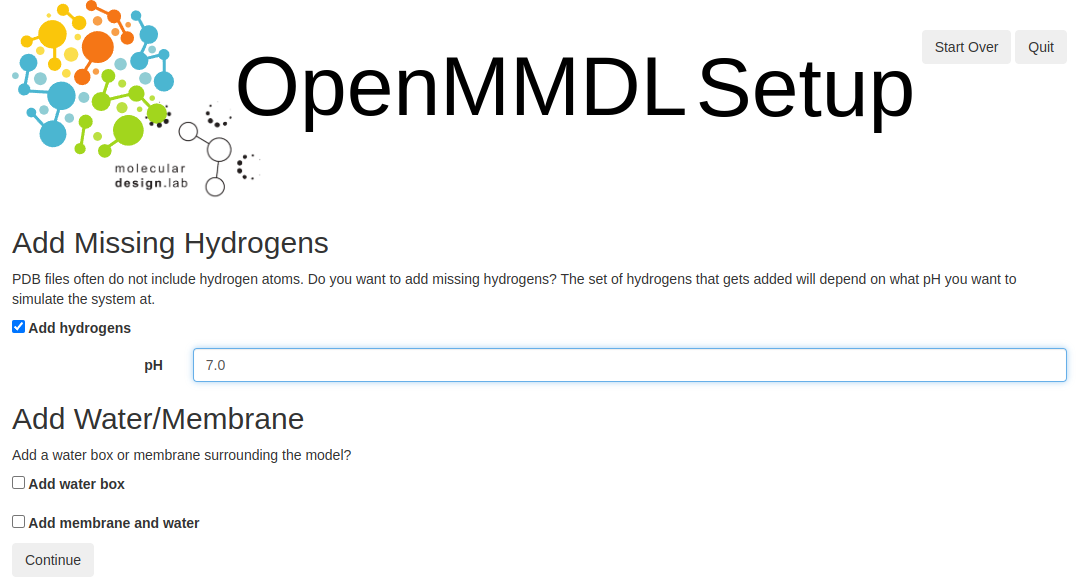 OpenMMDL Setup
Start Over
Quit
molecular
design.lab
Add Missing Hydrogens
PDB files often do not include hydrogen atoms. Do you want to add missing hydrogens? The set of hydrogens that gets added will depend on what pH you want to
simulate the system at.
Add hydrogens
pH
7.0
Add Water/Membrane
Add a water box or membrane surrounding the model?
Add water box
Add membrane and water
Continue